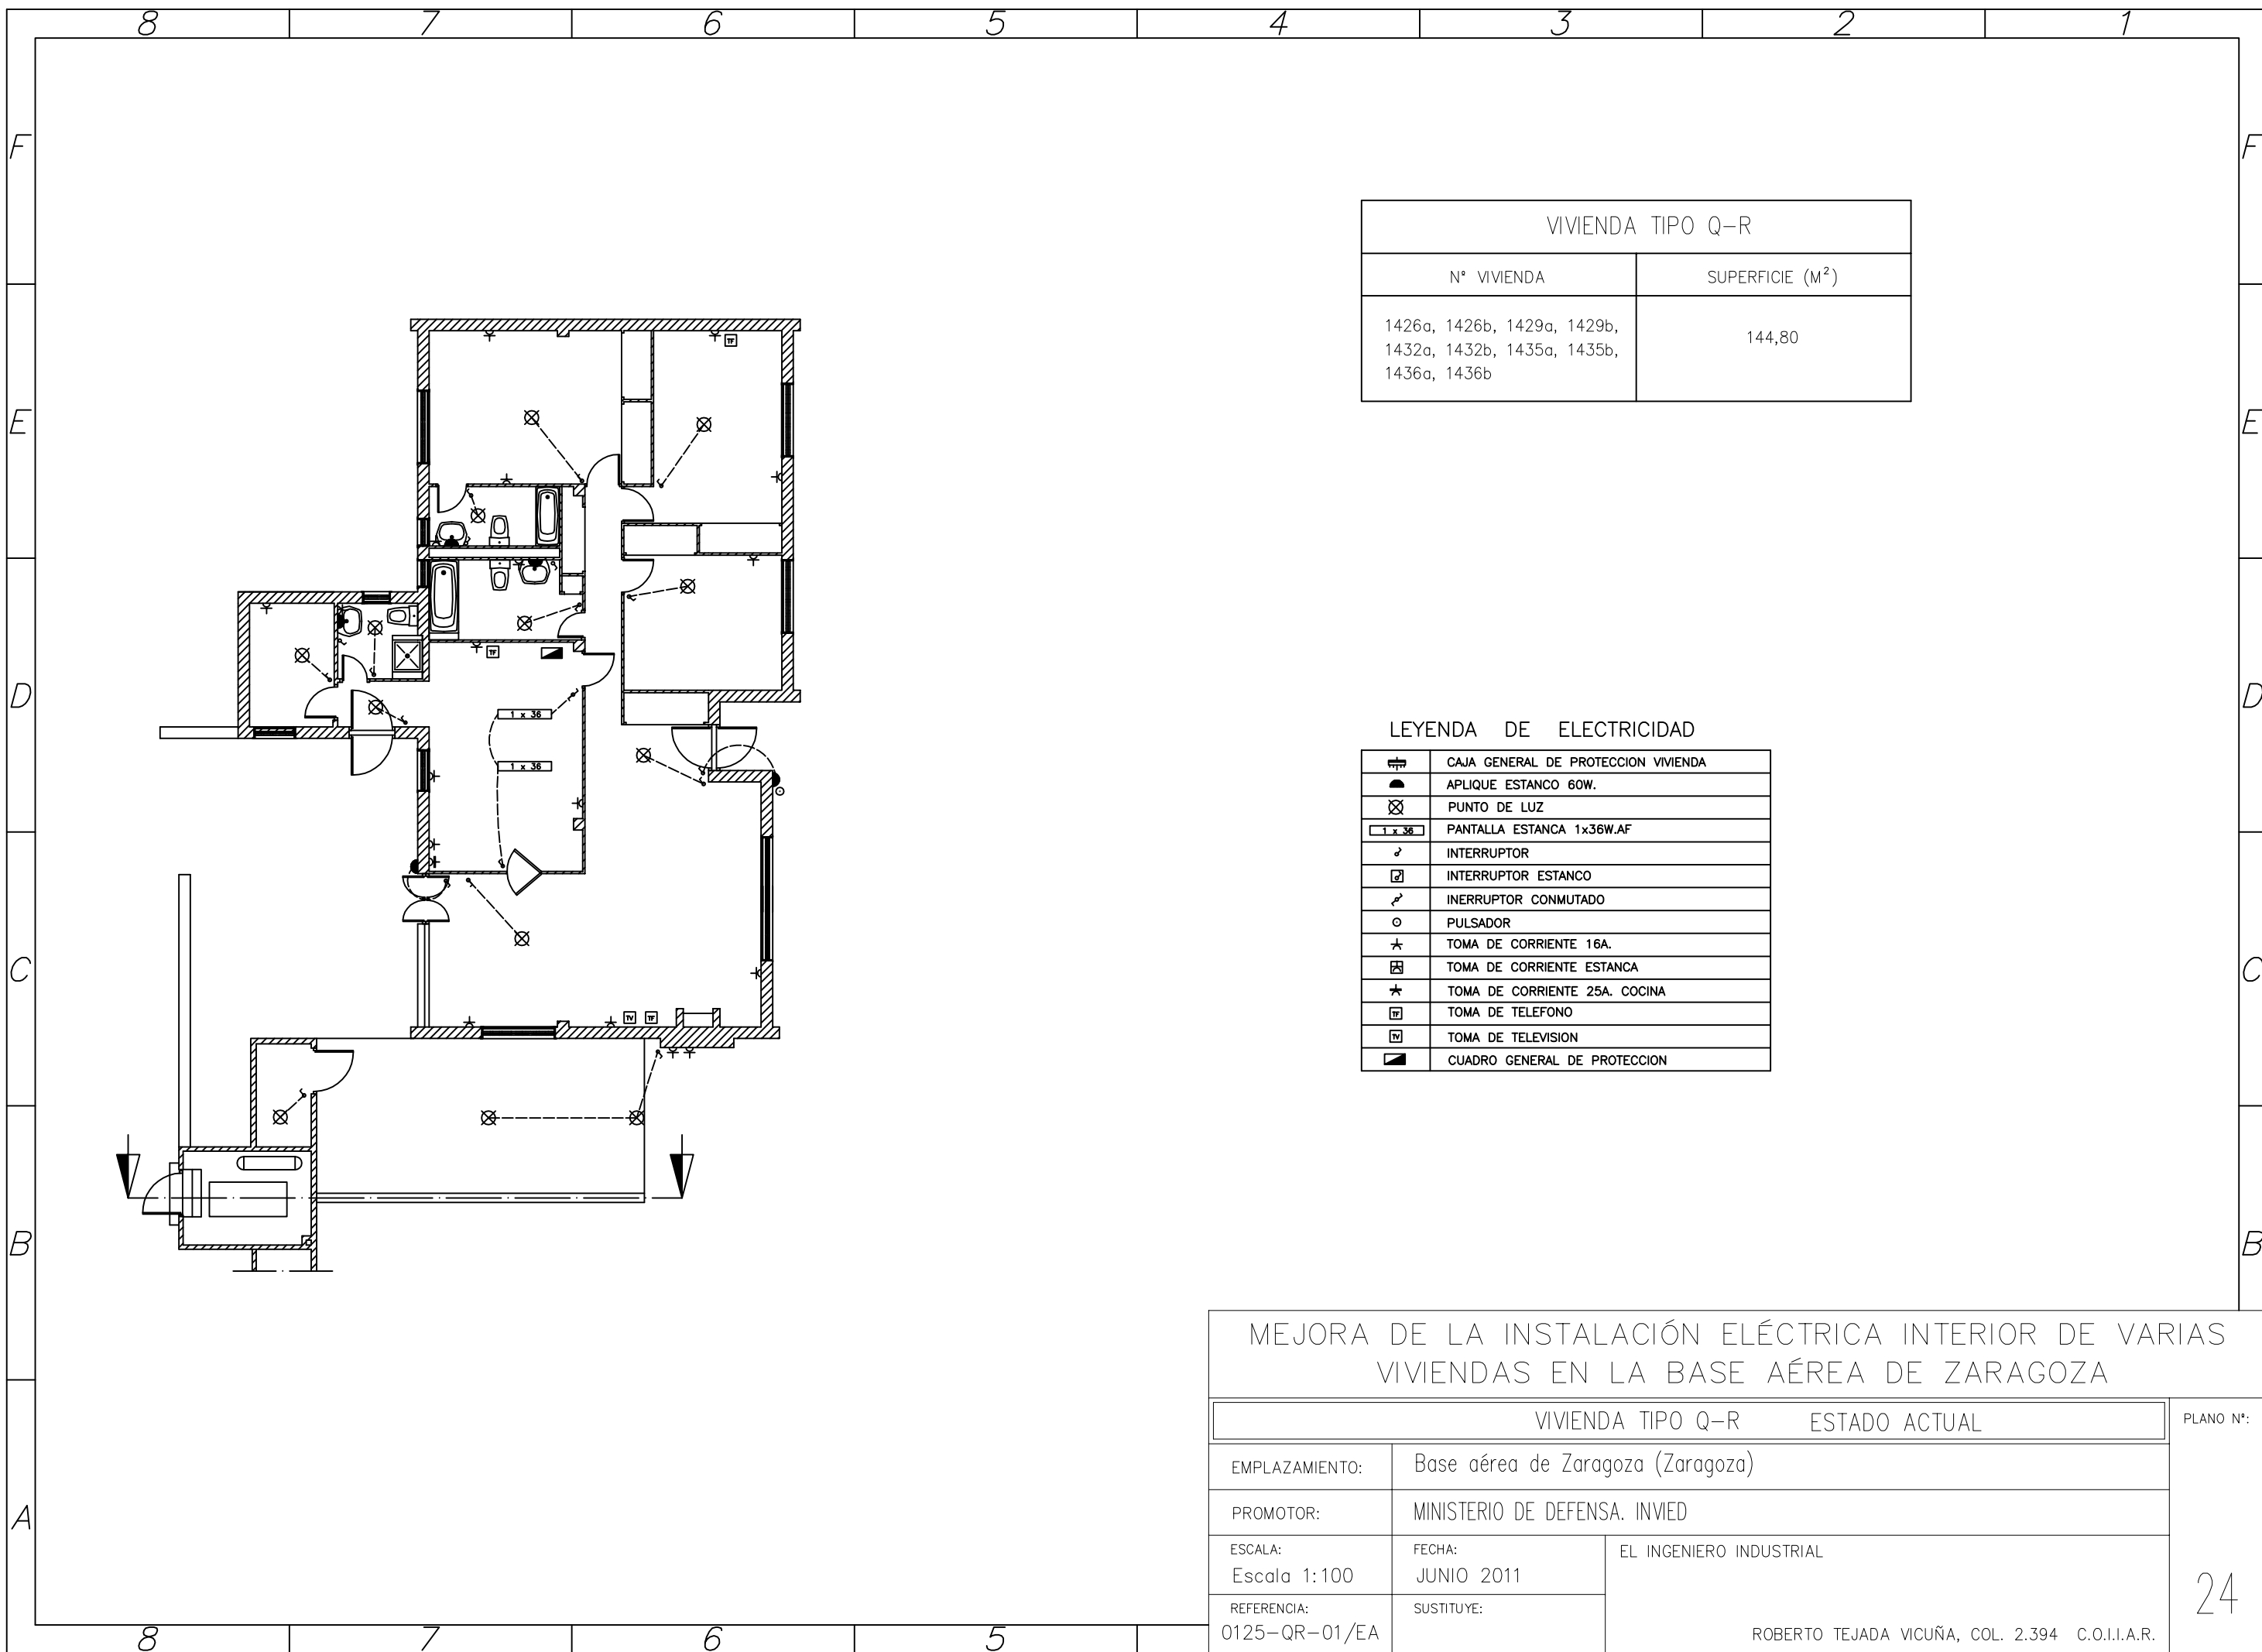 8 7 6 5 4 3 2 1
F F
E E
D D
C C
B B
A
VIVIENDA TIPO Q-R
Nº VIVIENDA SUPERFICIE (M²)
1426a, 1426b, 1429a, 1429b,
1432a, 1432b, 1435a, 1435b,
1436a, 1436b
144,80
TF
TF
1 x 36
1 x 36
TV TF
LEYENDA DE ELECTRICIDAD
CAJA GENERAL DE PROTECCION VIVIENDA
APLIQUE ESTANCO 60W.
PUNTO DE LUZ
1 x 36 PANTALLA ESTANCA 1x36W.AF
INTERRUPTOR
INTERRUPTOR ESTANCO
INERRUPTOR CONMUTADO
PULSADOR
TOMA DE CORRIENTE 16A.
TOMA DE CORRIENTE ESTANCA
TOMA DE CORRIENTE 25A. COCINA
TF TOMA DE TELEFONO
TV TOMA DE TELEVISION
CUADRO GENERAL DE PROTECCION
MEJORA DE LA INSTALACIÓN ELÉCTRICA INTERIOR DE VARIAS
VIVIENDAS EN LA BASE AÉREA DE ZARAGOZA
VIVIENDA TIPO Q-R ESTADO ACTUAL
PLANO Nº:
EMPLAZAMIENTO: Base aérea de Zaragoza (Zaragoza)
PROMOTOR: MINISTERIO DE DEFENSA. INVIED
ESCALA:
Escala 1:100
FECHA:
JUNIO 2011
EL INGENIERO INDUSTRIAL
REFERENCIA:
0125-QR-01/EA
SUSTITUYE:
ROBERTO TEJADA VICUÑA, COL. 2.394 C.O.I.I.A.R.
24
8 7 6 5